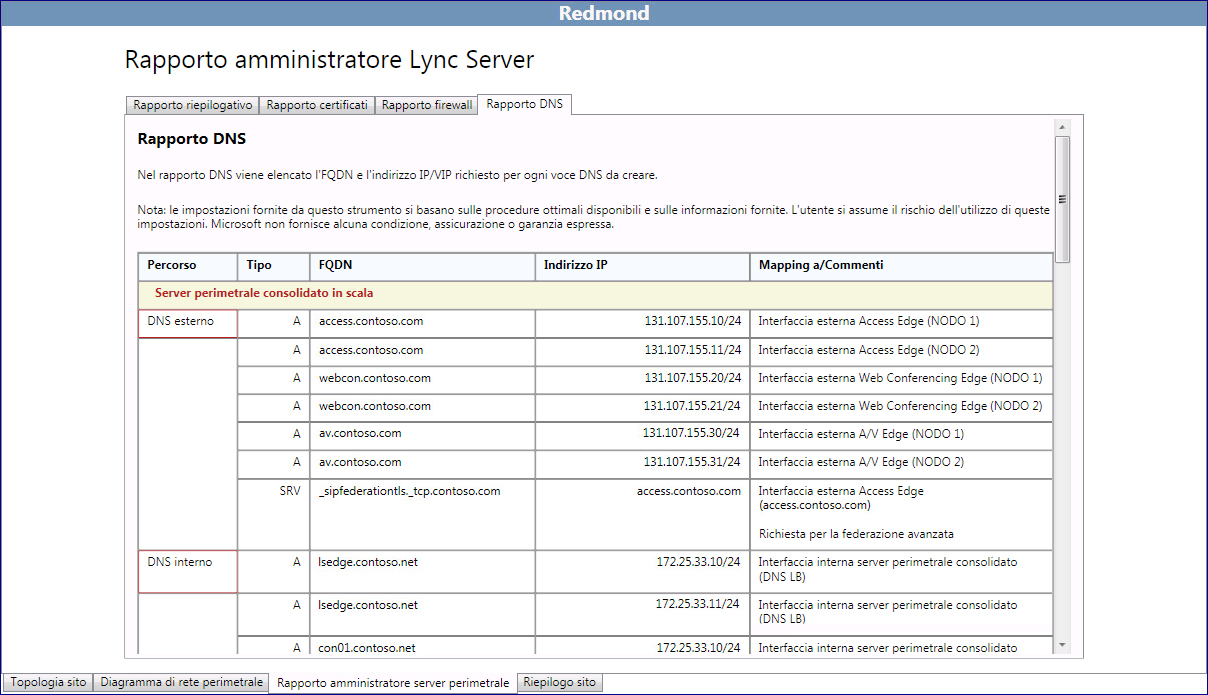 Redmond
Rapporto amministratore Lync Server
Rapporto riepilogativo Rapporto certificati Rapporto firewall Rapporto DNS
Rapporto DNS
Nel rapporto DNS viene elencato l'FQDN e l'indirizzo IP/VIP richiesto per ogni voce DNS da creare.
Nota: le impostazioni fornite da questo strumento si basano sulle procedure ottimali disponibili e sulle informazioni fornite. L'utente si assume il rischio dell'utilizzo di queste
impostazioni. Microsoft non fornisce alcuna condizione, assicurazione o garanzia espressa.
Percorso Tipo FQDN Indirizzo IP Mapping a/Commenti
Server perimetrale consolidato in scala
DNS esterno A access.contoso.com 131.107.155.10/24 Interfaccia esterna Access Edge (NODO 1)
A access.contoso.com 131.107.155.11/24 Interfaccia esterna Access Edge (NODO 2)
A webcon.contoso.com 131.107.155.20/24 Interfaccia esterna Web Conferencing Edge (NODO 1)
A webcon.contoso.com 131.107.155.21/24 Interfaccia esterna Web Conferencing Edge (NODO 2)
A av.contoso.com 131.107.155.30/24 Interfaccia esterna A/V Edge (NODO 1)
A av.contoso.com 131.107.155.31/24 Interfaccia esterna A/V Edge (NODO 2)
SRV _sipfederationtls._tcp.contoso.com access.contoso.com Interfaccia esterna Access Edge
(access.contoso.com)
Richiesta per la federazione avanzata
DNS interno A lsedge.contoso.net 172.25.33.10/24 Interfaccia interna server perimetrale consolidato
(DNS LB)
A lsedge.contoso.net 172.25.33.11/24 Interfaccia interna server perimetrale consolidato
(DNS LB)
A con01.contoso.net 172.25.33.10/24 Interfaccia interna server perimetrale consolidato
Topologia sito Diagramma di rete perimetrale Rapporto amministratore server perimetrale Riepilogo sito